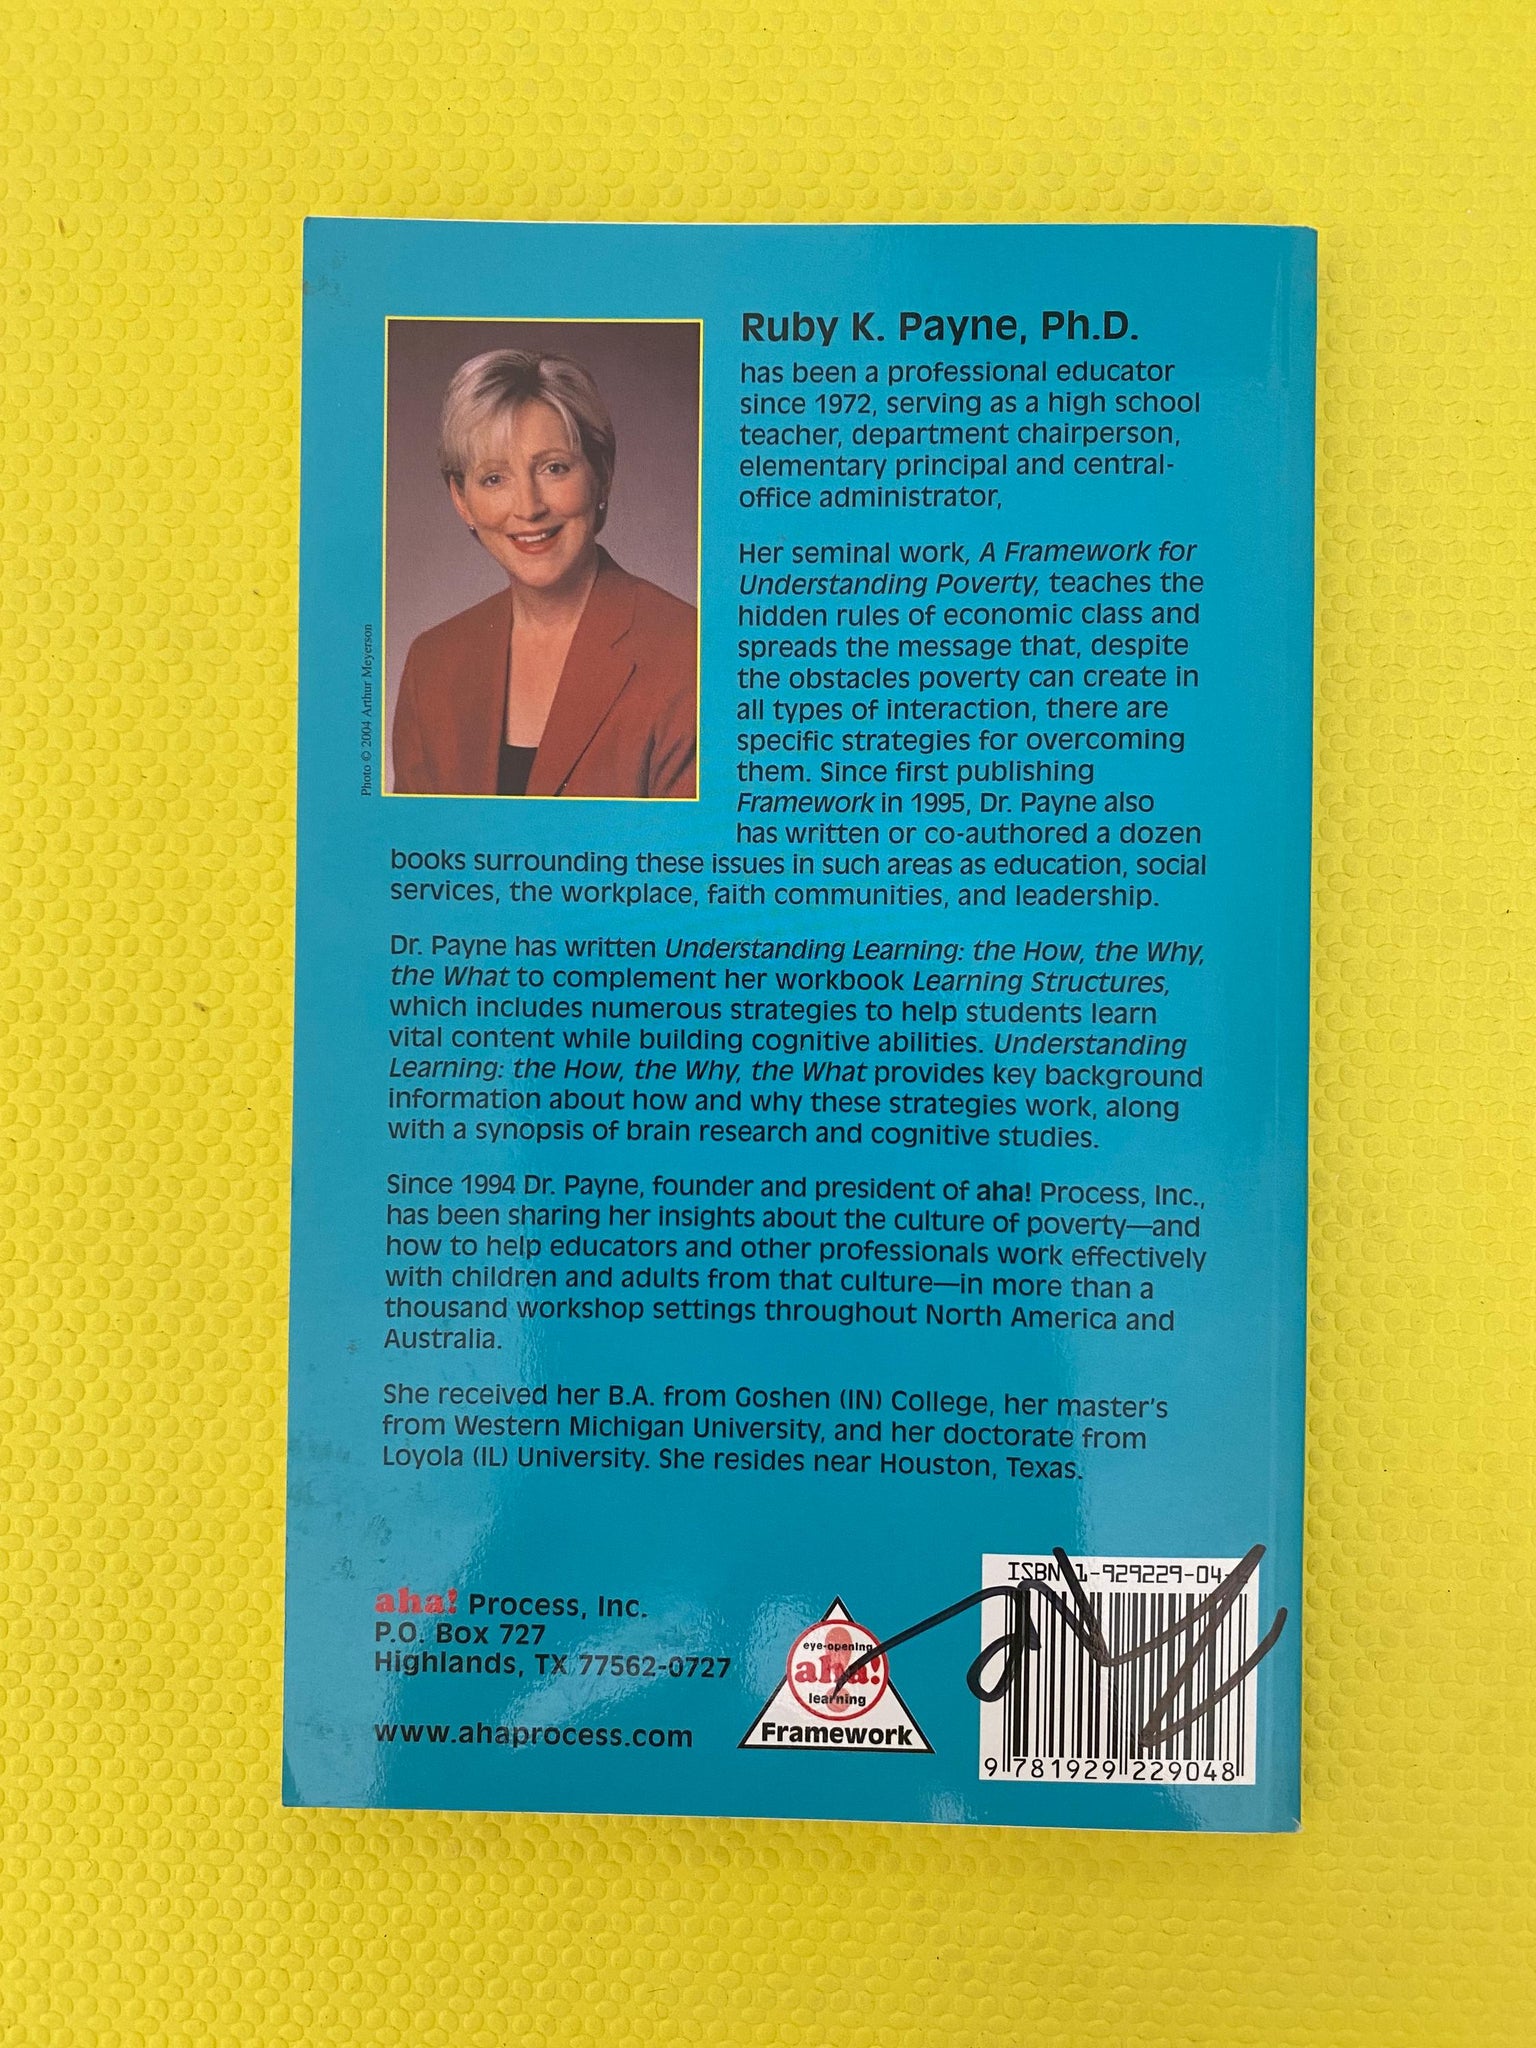 Ruby K. Payne, Ph.D.
has been a professional educator
since 1972, serving as a high school
teacher, department chairperson,
elementary principal and central-
office administrator,
Her seminal work, A Framework for
Understanding Poverty, teaches the
hidden rules of economic class and
spreads the message that, despite
the obstacles poverty can create in
all types of interaction, there are
specific strategies for overcoming
them. Since first publishing
Framework in 1995, Dr. Payne also
has written or co-authored a dozen
books surrounding these issues in such areas as education, social
services, the workplace, faith communities, and leadership.
Photo © 2004 Arthur Meyerson
Dr. Payne has written Understanding Learning: the How, the Why,
the What to complement her workbook Learning Structures,
which includes numerous strategies to help students learn
vital content while building cognitive abilities. Understanding
Learning: the How, the Why, the What provides key background
information about how and why these strategies work, along
with a synopsis of brain research and cognitive studies.
Since 1994 Dr. Payne, founder and president of aha! Process, Inc.,
has been sharing her insights about the culture of poverty—and
how to help educators and other professionals work effectively
with children and adults from that culture—in more than a
thousand workshop settings throughout North America and
Australia.
She received her B.A. from Goshen (IN) College, her master's
from Western Michigan University, and her doctorate from
Loyola (IL) University. She resides near Houston, Texas.
aha! Process, Inc.
P.O. Box 727
Highlands, TX 77562-0727
www.ahaprocess.com
eye-opening
aha!
learning
Framework
ISBN 1-929229-04-
9 781929 229048